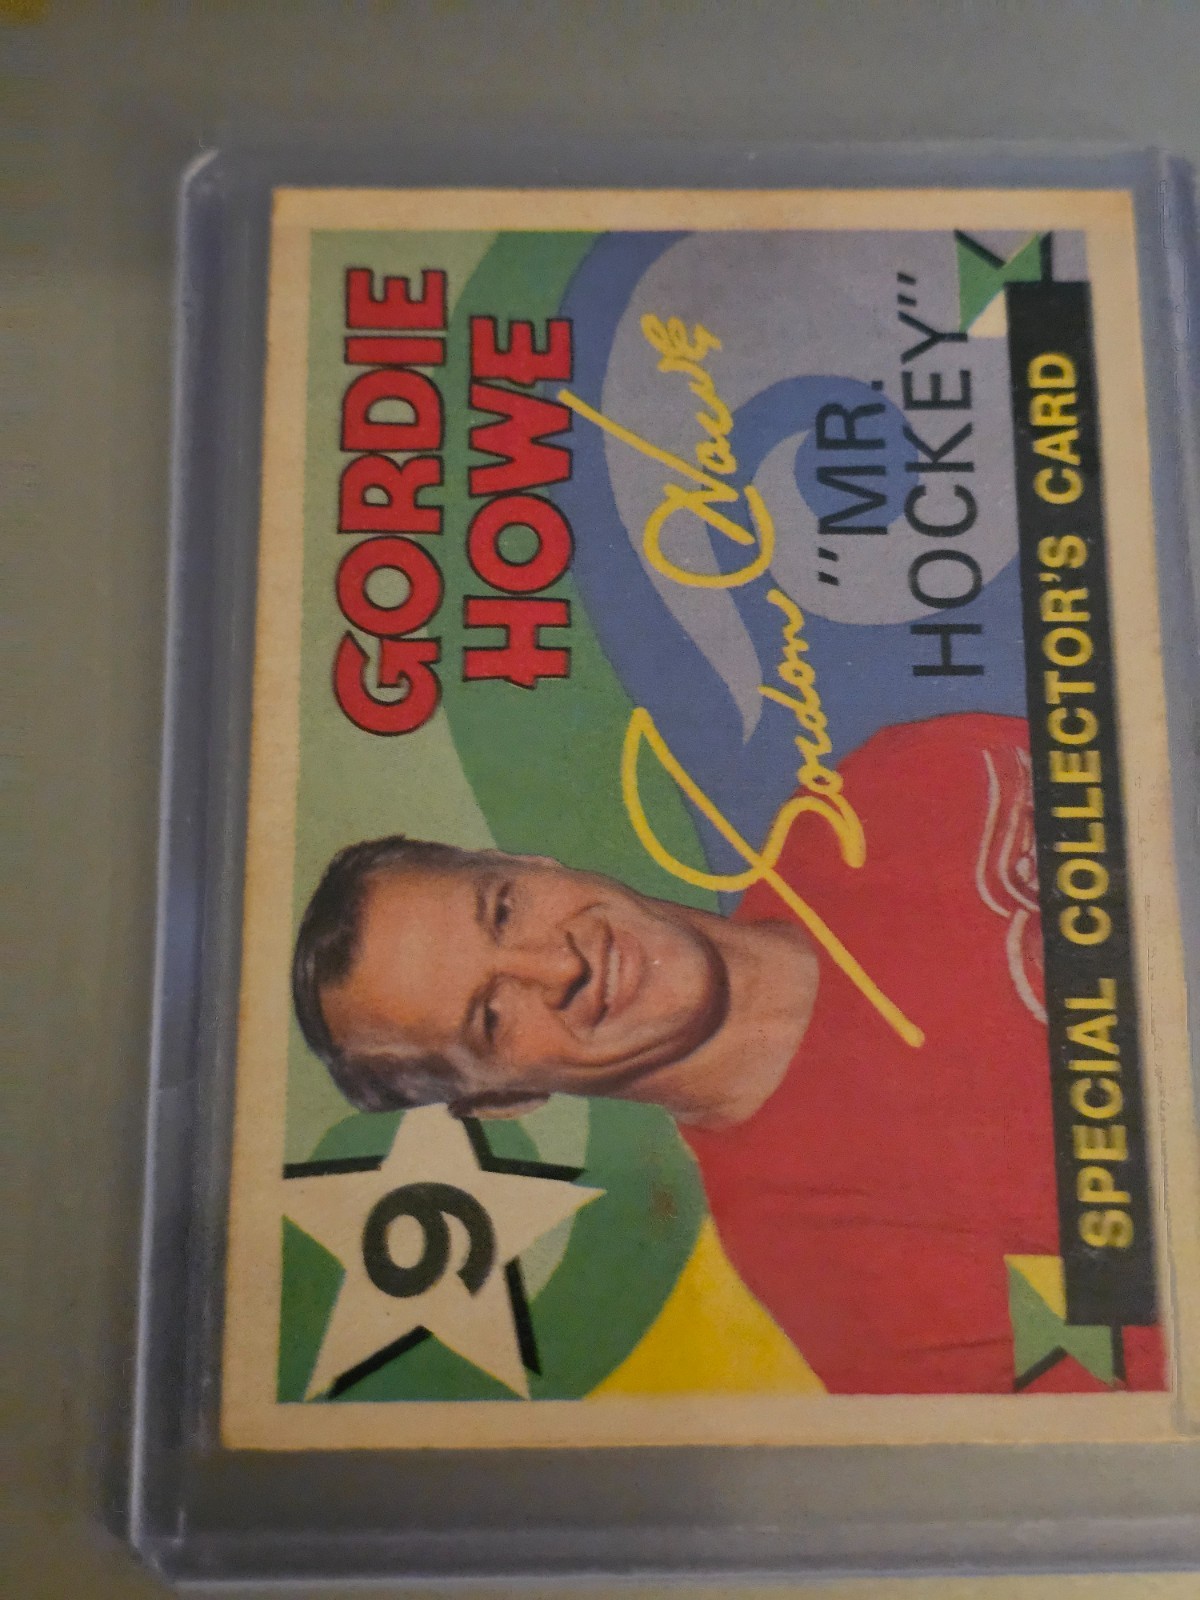 GORDIE
HOWE
Gordon Howe
"MR.
HOCKEY"
9
SPECIAL COLLECTOR'S CARD